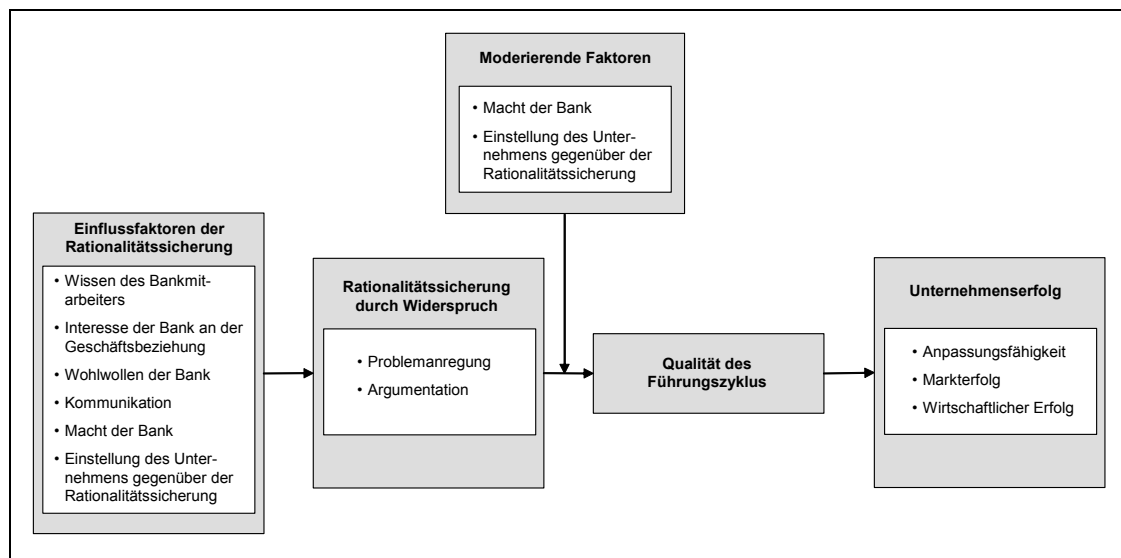 Moderierende Faktoren
• Macht der Bank
• Einstellung des Unter-
nehmens gegenüber der
Rationalitätssicherung
Einflussfaktoren der
Rationalitätssicherung
• Wissen des Bankmit-
arbeiters
• Interesse der Bank an der
Geschäftsbeziehung
• Wohlwollen der Bank
• Kommunikation
• Macht der Bank
• Einstellung des Unter-
nehmens gegenüber der
Rationalitätssicherung
Rationalitätssicherung
durch Widerspruch
• Problemanregung
• Argumentation
Qualität des
Führungszyklus
Unternehmenserfolg
• Anpassungsfähigkeit
• Markterfolg
• Wirtschaftlicher Erfolg